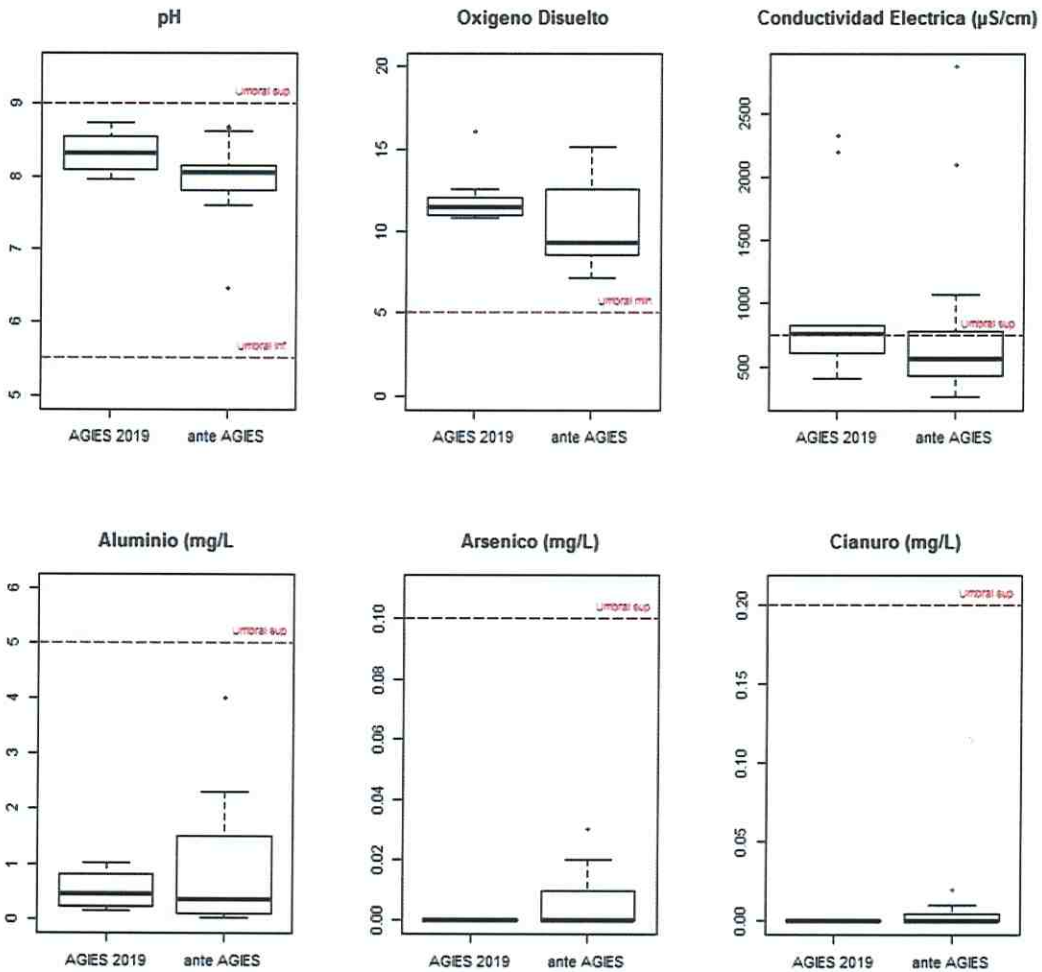 pH
Oxigeno Disuelto
Conductividad Electrica (µS/cm)
9
8
7
6
5
Umbral sup
Umbral inf
AGIES 2019
ante AGIES
20
15
10
5
0
Umbral min
AGIES 2019
ante AGIES
2500
2000
1500
1000
500
Umbral sup
AGIES 2019
ante AGIES
Aluminio (mg/L
Arsenico (mg/L)
Cianuro (mg/L)
6
5
4
3
2
1
0
Umbral sup
AGIES 2019
ante AGIES
0.10
0.08
0.06
0.04
0.02
0.00
Umbral sup
AGIES 2019
ante AGIES
0.20
0.15
0.10
0.05
0.00
Umbral sup
AGIES 2019
ante AGIES